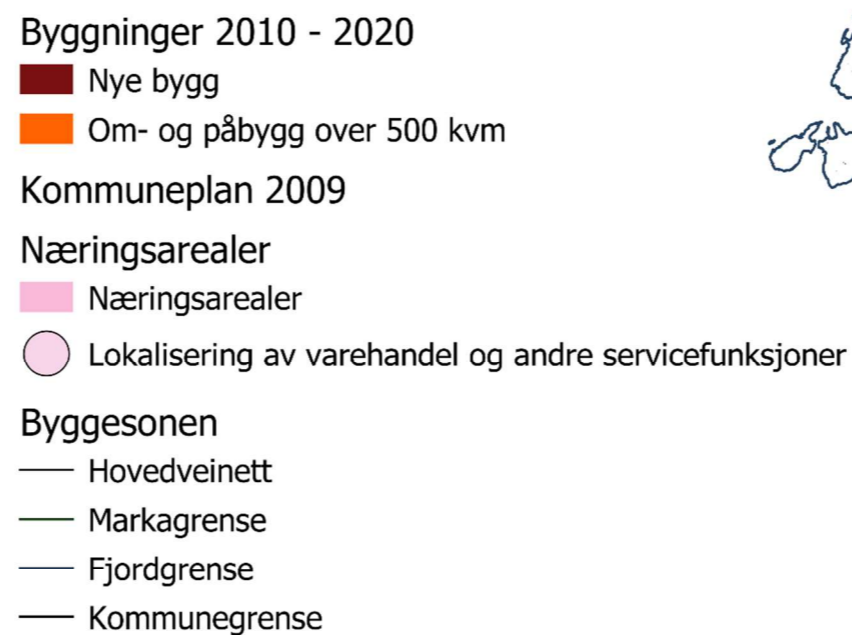 Byggninger 2010 - 2020
Nye bygg
Om- og påbygg over 500 kvm
Kommuneplan 2009
Næringsarealer
Næringsarealer
Lokalisering av varehandel og andre servicefunksjoner
Byggesonen
Hovedveinett
Markagrense
Fjordgrense
Kommunegrense